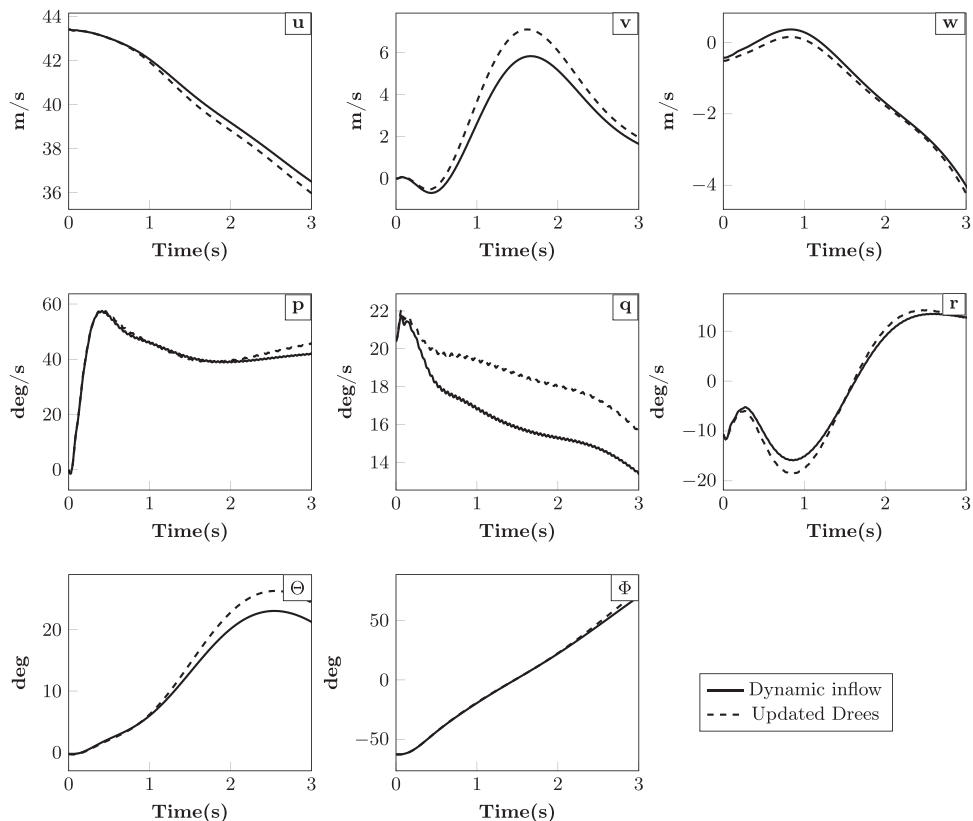 u
44
42
40
38
36
m/s
0 1 2 3
Time(s)
v
6
4
2
0
m/s
0 1 2 3
Time(s)
w
0
−2
−4
m/s
0 1 2 3
Time(s)
p
60
40
20
0
deg/s
0 1 2 3
Time(s)
q
22
20
18
16
14
deg/s
0 1 2 3
Time(s)
r
10
0
−10
−20
deg/s
0 1 2 3
Time(s)
Θ
20
10
0
deg
0 1 2 3
Time(s)
Φ
50
0
−50
deg
0 1 2 3
Time(s)
Dynamic inflow
Updated Drees